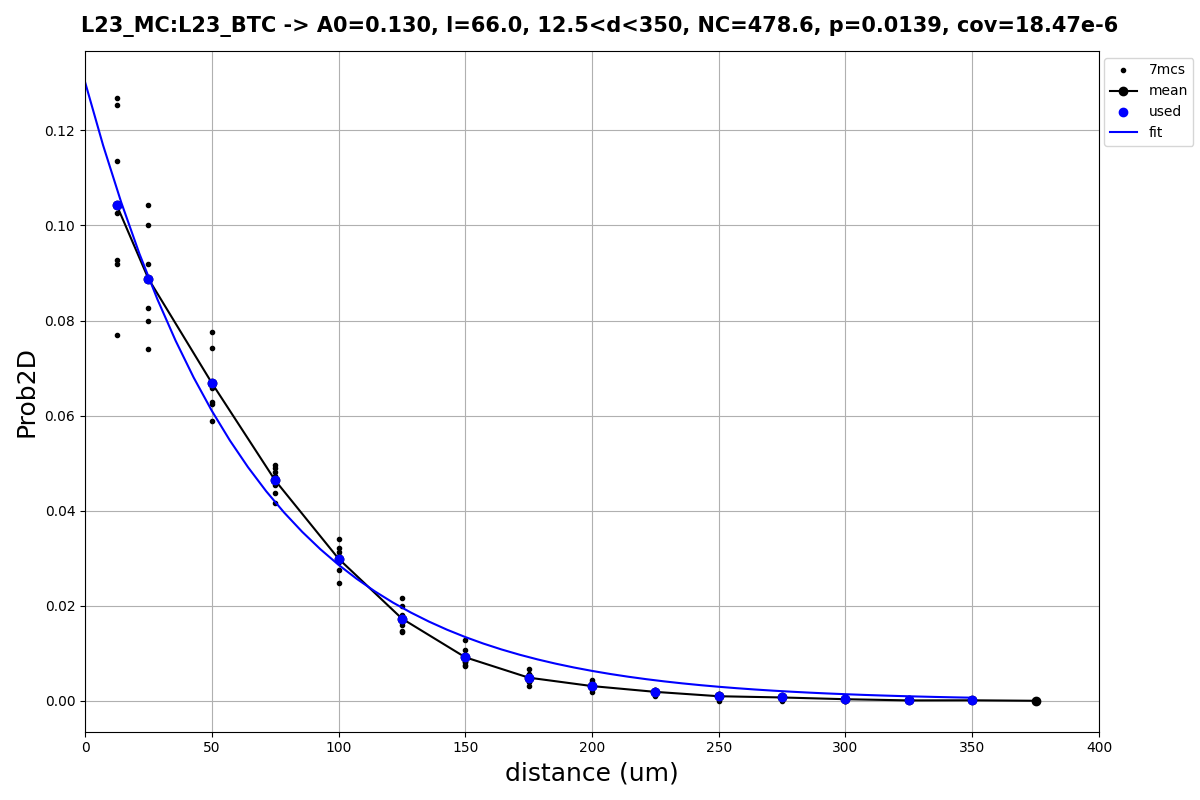 L23_MC:L23_BTC -> A0=0.130, l=66.0, 12.5<d<350, NC=478.6, p=0.0139, cov=18.47e-6
7mcs
mean
used
fit
Prob2D
0.12
0.10
0.08
0.06
0.04
0.02
0.00
0 50 100 150 200 250 300 350 400
distance (um)